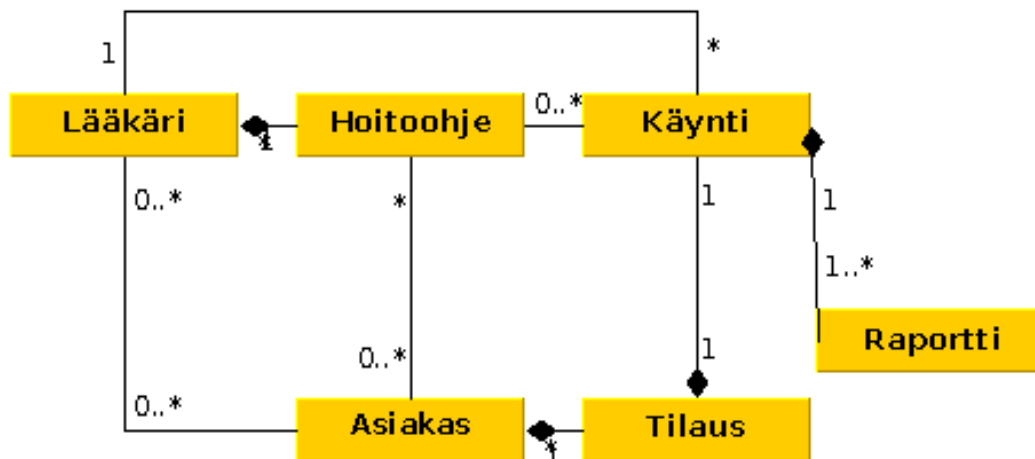 1
*
Lääkäri
Hoitoohje
0..*
Käynti
0..*
*
1
1
1..*
Raportti
1
0..*
0..*
Asiakas
Tilaus